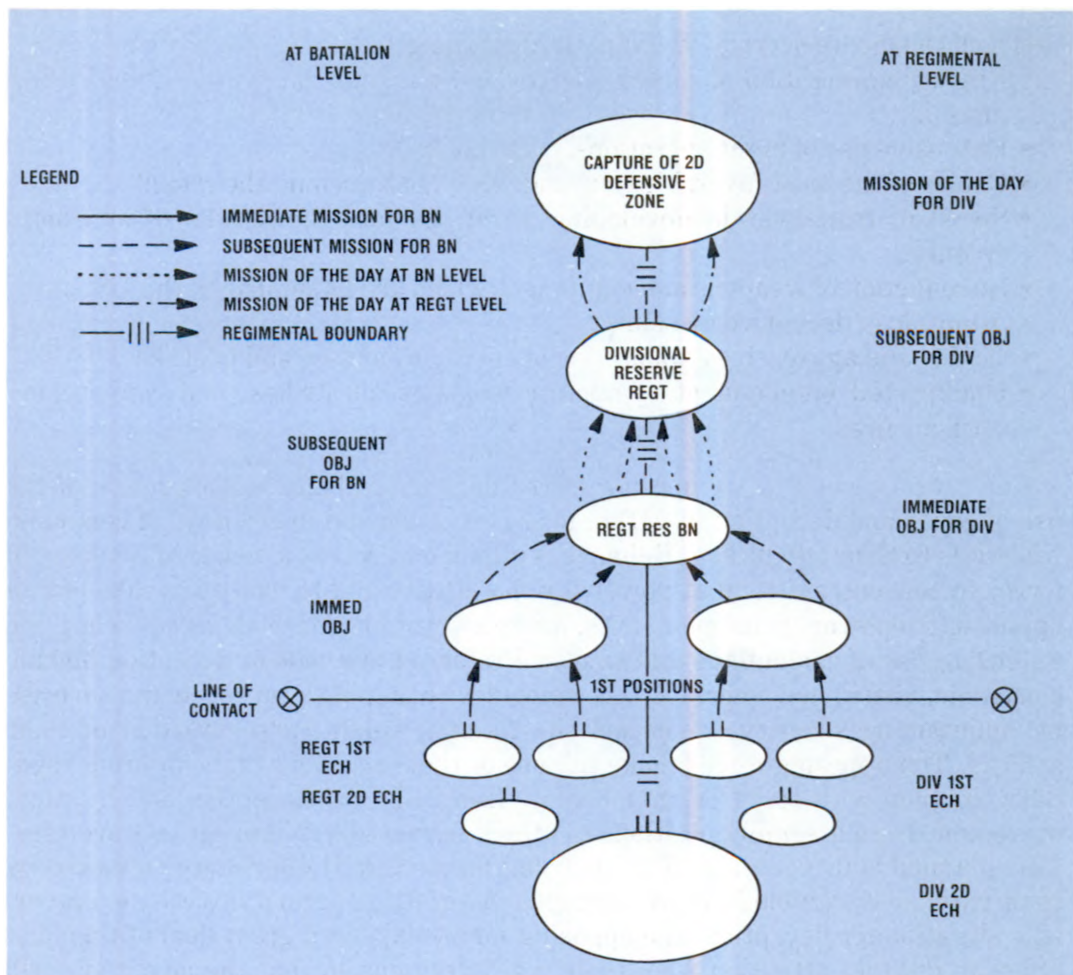 AT BATTALION
LEVEL
AT REGIMENTAL
LEVEL
LEGEND
IMMEDIATE MISSION FOR BN
SUBSEQUENT MISSION FOR BN
MISSION OF THE DAY AT BN LEVEL
MISSION OF THE DAY AT REGT LEVEL
REGIMENTAL BOUNDARY
CAPTURE OF 2D
DEFENSIVE
ZONE
MISSION OF THE DAY
FOR DIV
DIVISIONAL
RESERVE
REGT
SUBSEQUENT OBJ
FOR DIV
SUBSEQUENT
OBJ
FOR BN
REGT RES BN
IMMEDIATE
OBJ FOR DIV
IMMED
OBJ
LINE OF
CONTACT
1ST POSITIONS
REGT 1ST
ECH
REGT 2D ECH
DIV 1ST
ECH
DIV 2D
ECH